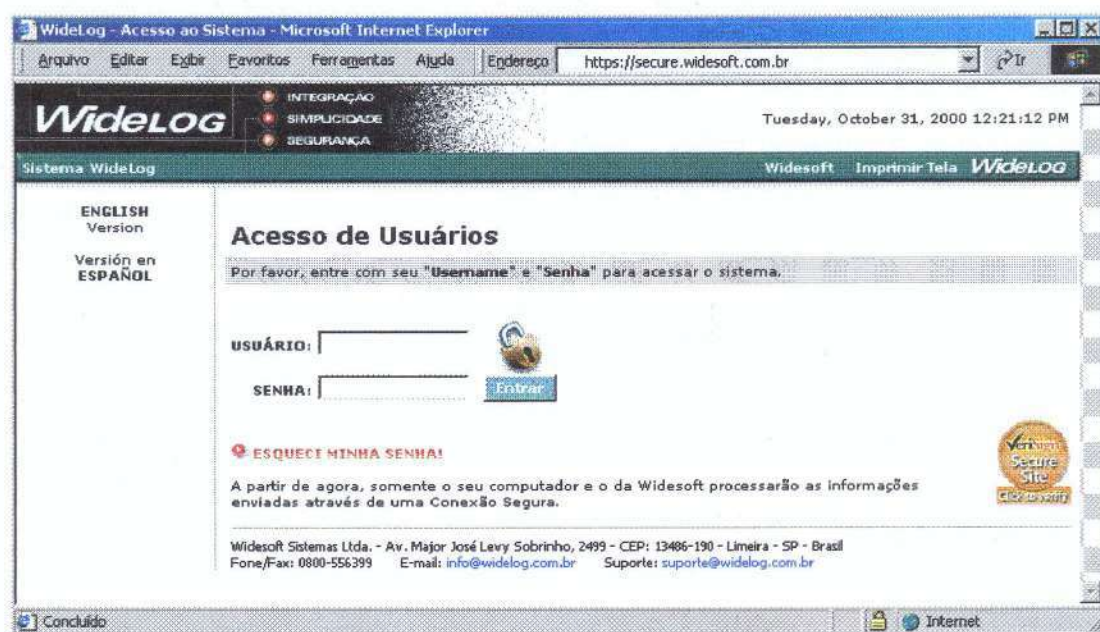 WideLog - Acesso ao Sistema - Microsoft Internet Explorer
Arquivo Editar Exibir Favoritos Ferramentas Ajuda Endereço https://secure.widesoft.com.br Ir
WIDELOG
INTEGRAÇÃO
SIMPLICIDADE
SEGURANÇA
Tuesday, October 31, 2000 12:21:12 PM
Sistema WideLog Widesoft Imprimir Tela WIDELOG
ENGLISH
Version
Versión en
ESPAÑOL
Acesso de Usuários
Por favor, entre com seu "Username" e "Senha" para acessar o sistema.
USUÁRIO:
SENHA: Entrar
ESQUECI MINHA SENHA!
A partir de agora, somente o seu computador e o da Widesoft processarão as informações
enviadas através de uma Conexão Segura.
VeriSign
Secure
Site
Click to verify
Widesoft Sistemas Ltda. - Av. Major José Levy Sobrinho, 2499 - CEP: 13486-190 - Limeira - SP - Brasil
Fone/Fax: 0800-556399 E-mail: info@widelog.com.br Suporte: suporte@widelog.com.br
Concluído Internet